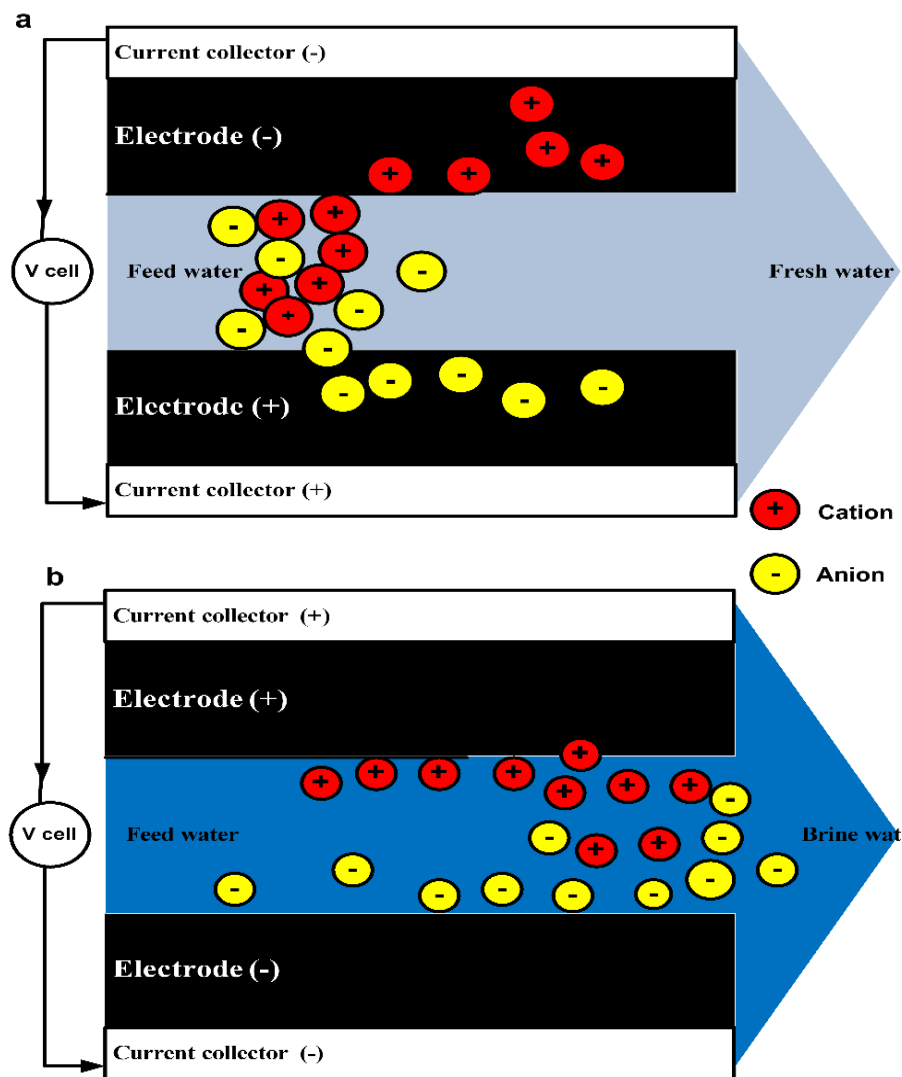 a
Current collector (-)
Electrode (-)
V cell
Feed water
Fresh water
Electrode (+)
Current collector (+)
+ Cation
- Anion
b
Current collector (+)
Electrode (+)
V cell
Feed water
Brine wat
Electrode (-)
Current collector (-)